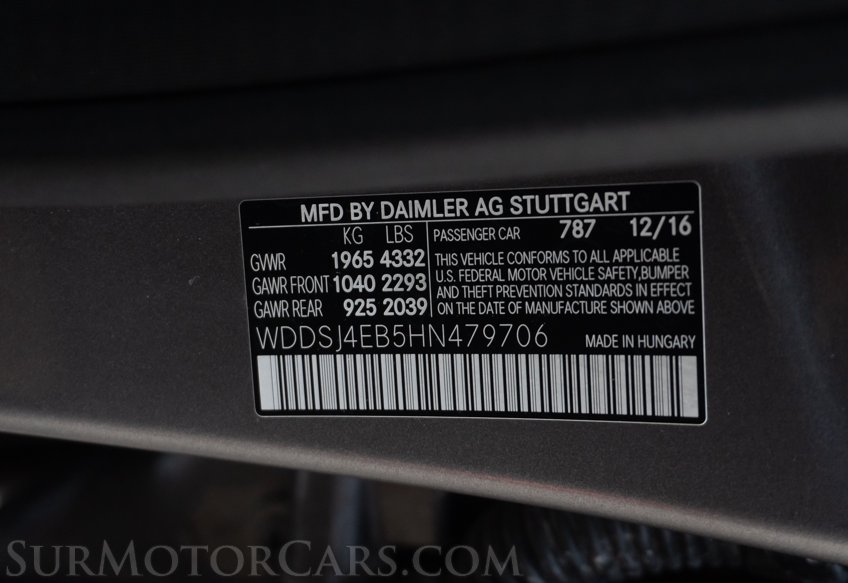 MFD BY DAIMLER AG STUTTGART
KG LBS
GVWR 1965 4332
GAWR FRONT 1040 2293
GAWR REAR 925 2039
PASSENGER CAR 787 12/16
THIS VEHICLE CONFORMS TO ALL APPLICABLE
U.S. FEDERAL MOTOR VEHICLE SAFETY,BUMPER
AND THEFT PREVENTION STANDARDS IN EFFECT
ON THE DATE OF MANUFACTURE SHOWN ABOVE
WDDSJ4EB5HN479706 MADE IN HUNGARY
SURMOTORCARS.COM